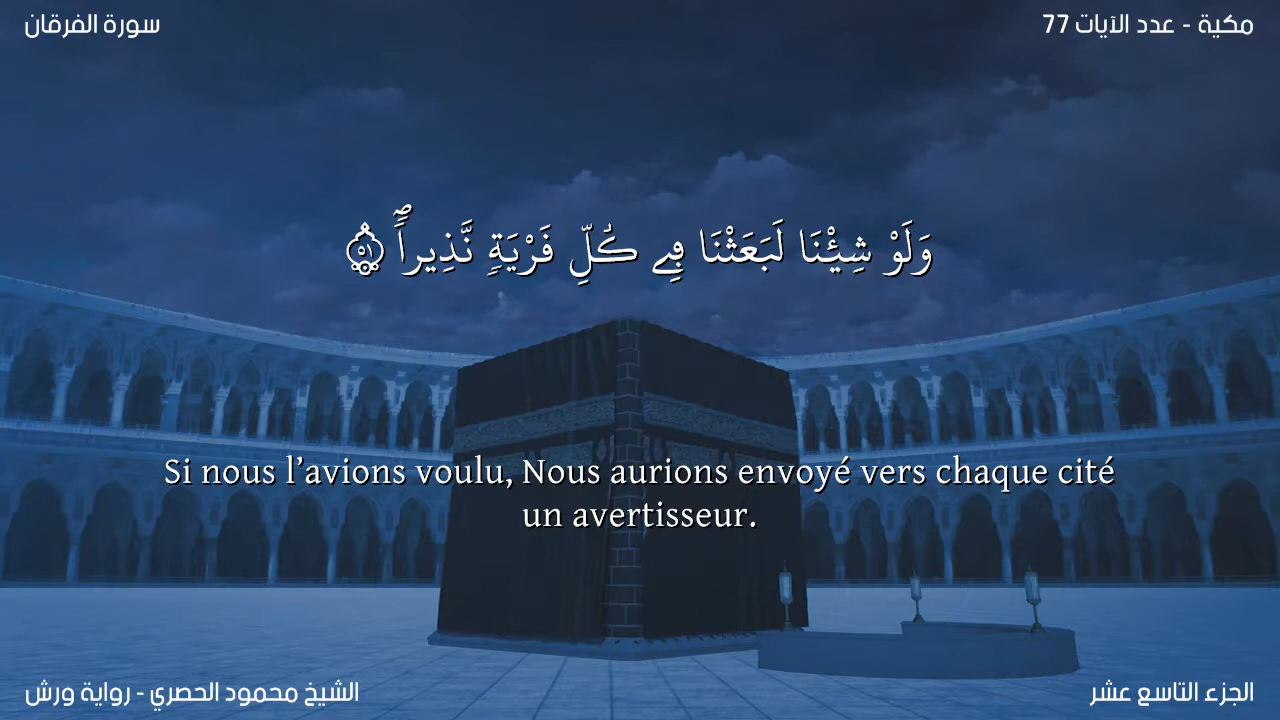 مكية - عدد الآيات 77
سورة الفرقان
وَلَوْ شِيْنَا لَبَعَثْنَا فِے كُلِّ قَرْيَةٖ نَّذِيراٗۖ ٥١
Si nous l’avions voulu, Nous aurions envoyé vers chaque cité
un avertisseur.
الجزء التاسع عشر
الشيخ محمود الحصري - رواية ورش